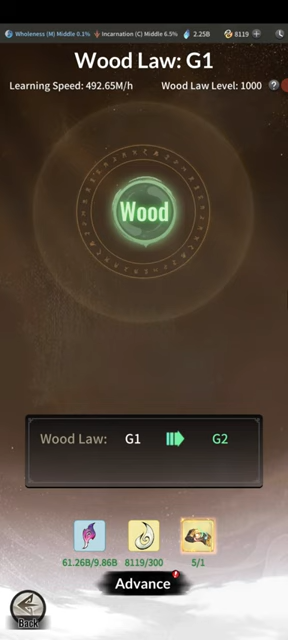 Wholeness (M) Middle 0.1% Incarnation (C) Middle 6.5% 2.25B 8119 +
Wood Law: G1
Learning Speed: 492.65M/h Wood Law Level: 1000 ?
Wood
Wood Law: G1 G2
61.26B/9.86B 8119/300 5/1
Advance
Back